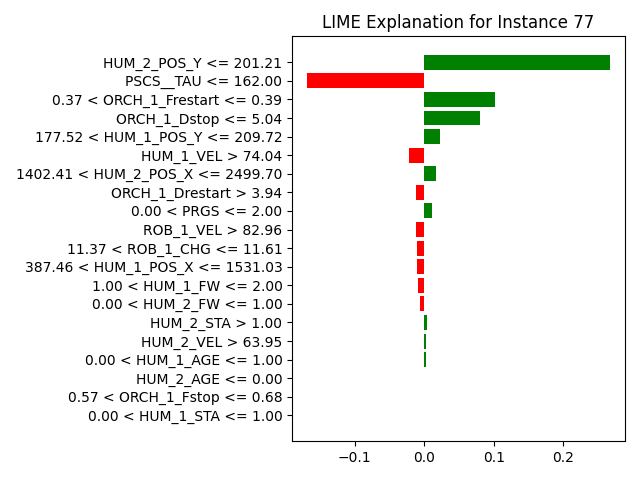 LIME Explanation for Instance 77
HUM_2_POS_Y <= 201.21
PSCS__TAU <= 162.00
0.37 < ORCH_1_Frestart <= 0.39
ORCH_1_Dstop <= 5.04
177.52 < HUM_1_POS_Y <= 209.72
HUM_1_VEL > 74.04
1402.41 < HUM_2_POS_X <= 2499.70
ORCH_1_Drestart > 3.94
0.00 < PRGS <= 2.00
ROB_1_VEL > 82.96
11.37 < ROB_1_CHG <= 11.61
387.46 < HUM_1_POS_X <= 1531.03
1.00 < HUM_1_FW <= 2.00
0.00 < HUM_2_FW <= 1.00
HUM_2_STA > 1.00
HUM_2_VEL > 63.95
0.00 < HUM_1_AGE <= 1.00
HUM_2_AGE <= 0.00
0.57 < ORCH_1_Fstop <= 0.68
0.00 < HUM_1_STA <= 1.00
−0.1 0.0 0.1 0.2